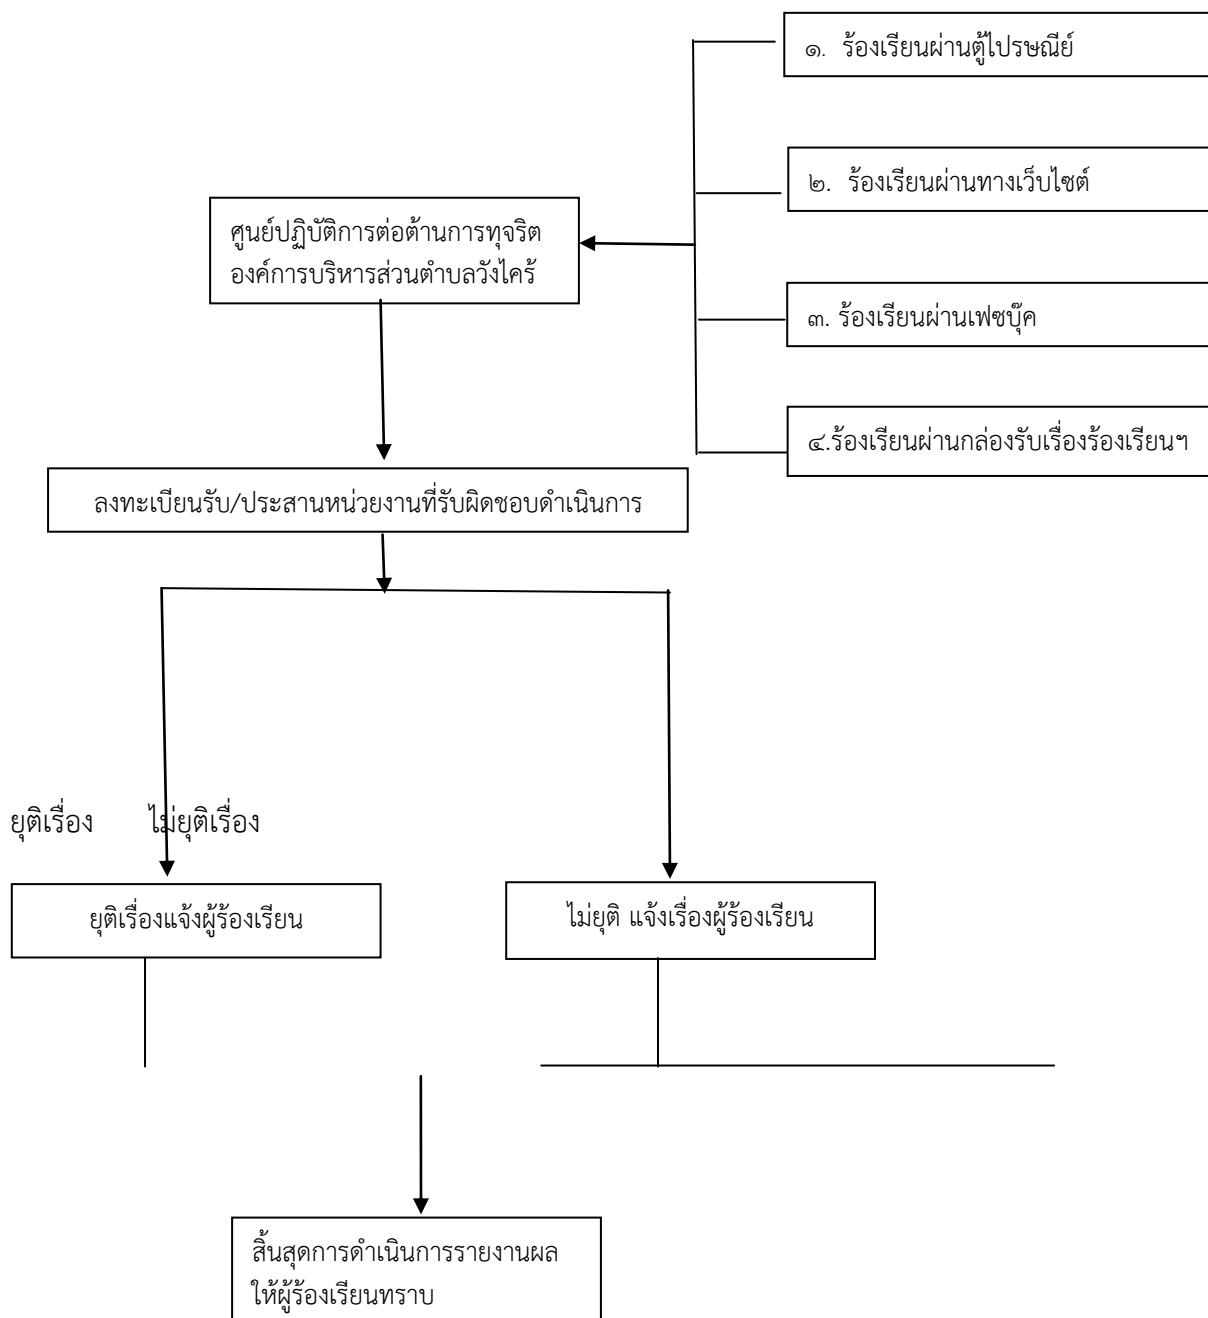 ๑. ร้องเรียนผ่านตู้ไปรษณีย์
๒. ร้องเรียนผ่านทางเว็บไซต์
ศูนย์ปฏิบัติการต่อต้านการทุจริต
องค์การบริหารส่วนตำบลวังไคร้
๓. ร้องเรียนผ่านเฟซบุ๊ค
๔.ร้องเรียนผ่านกล่องรับเรื่องร้องเรียนฯ
ลงทะเบียนรับ/ประสานหน่วยงานที่รับผิดชอบดำเนินการ
ยุติเรื่อง ไม่ยุติเรื่อง
ยุติเรื่องแจ้งผู้ร้องเรียน
ไม่ยุติ แจ้งเรื่องผู้ร้องเรียน
สิ้นสุดการดำเนินการรายงานผล
ให้ผู้ร้องเรียนทราบ